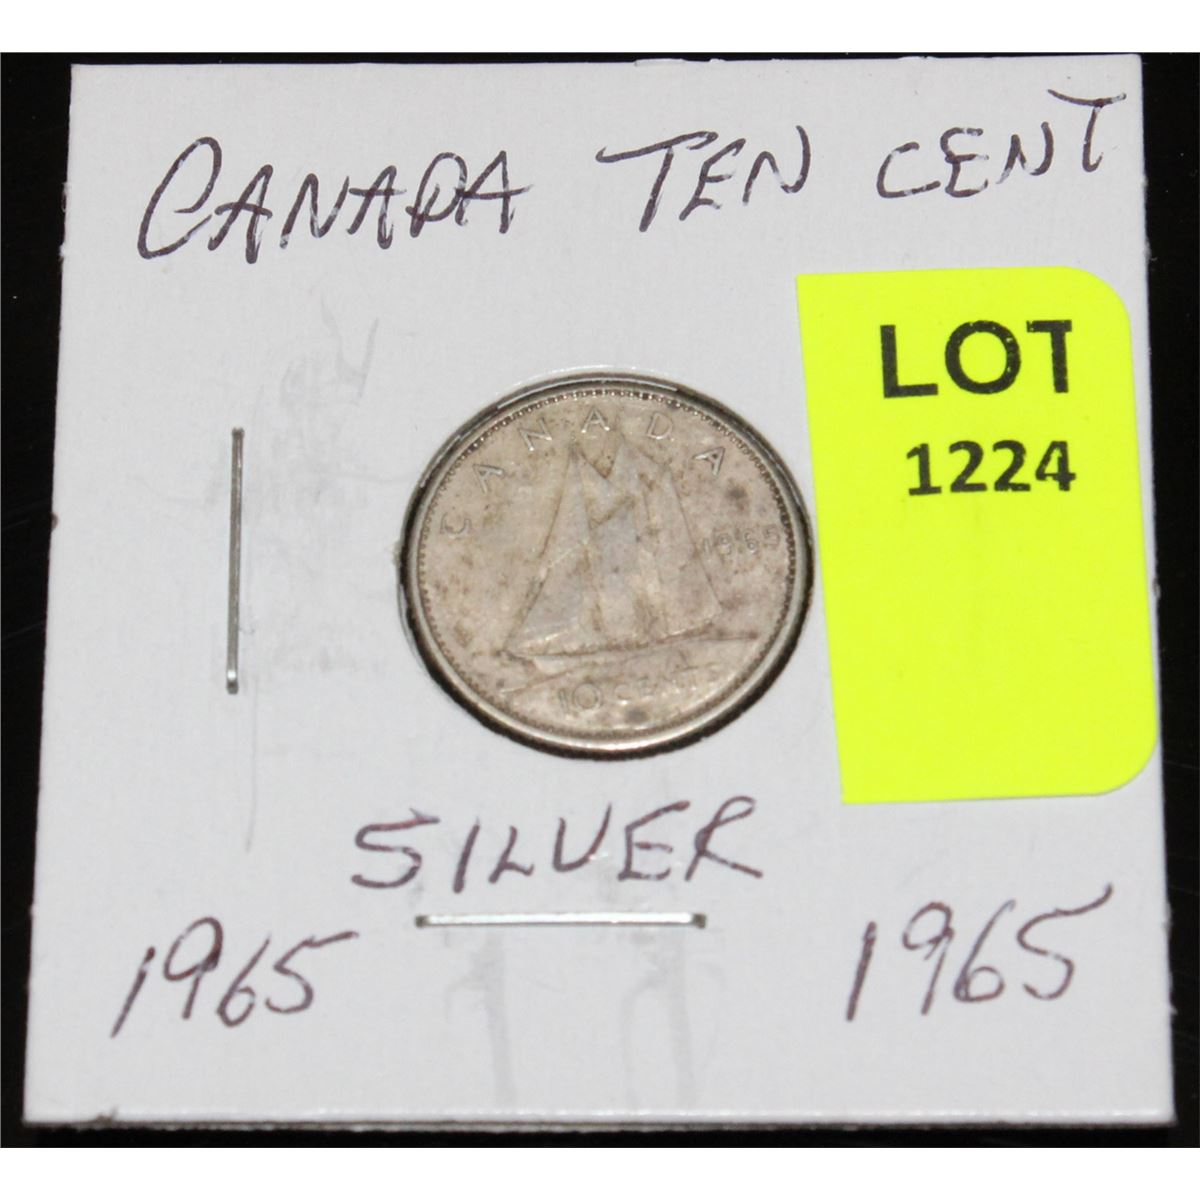 CANADA TEN CENT
LOT
1224
CANADA
1965
10 CENTS
SILVER
1965 1965